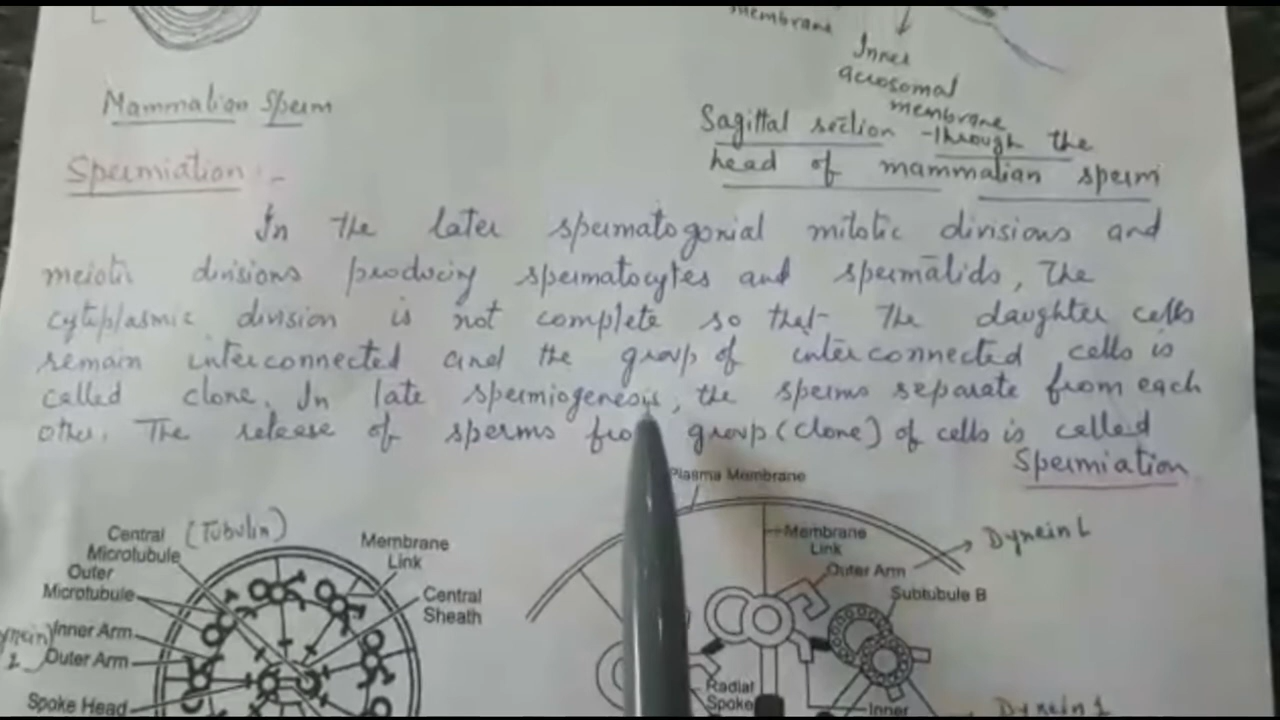 membrane
Inner
acrosomal
membrane
Mammalian Sperm
Sagittal section through the
head of mammalian sperm
Spermiation :-
In the later spermatogonial mitotic divisions and
meiotic divisions producing spermatocytes and spermatids, The
cytoplasmic division is not complete so that The daughter cells
remain interconnected and the group of interconnected cells is
called clone. In late spermiogenesis, the sperms separate from each
other. The release of sperms from group (clone) of cells is called
Spermiation
Central
Microtubule
(Tubulin)
Outer
Microtubule
Inner Arm
Outer Arm
Spoke Head
Membrane
Link
Central
Sheath
Plasma Membrane
Membrane
Link
Outer Arm
Dynein L
Subtubule B
Radial
Spoke
Inner
Dynein 1